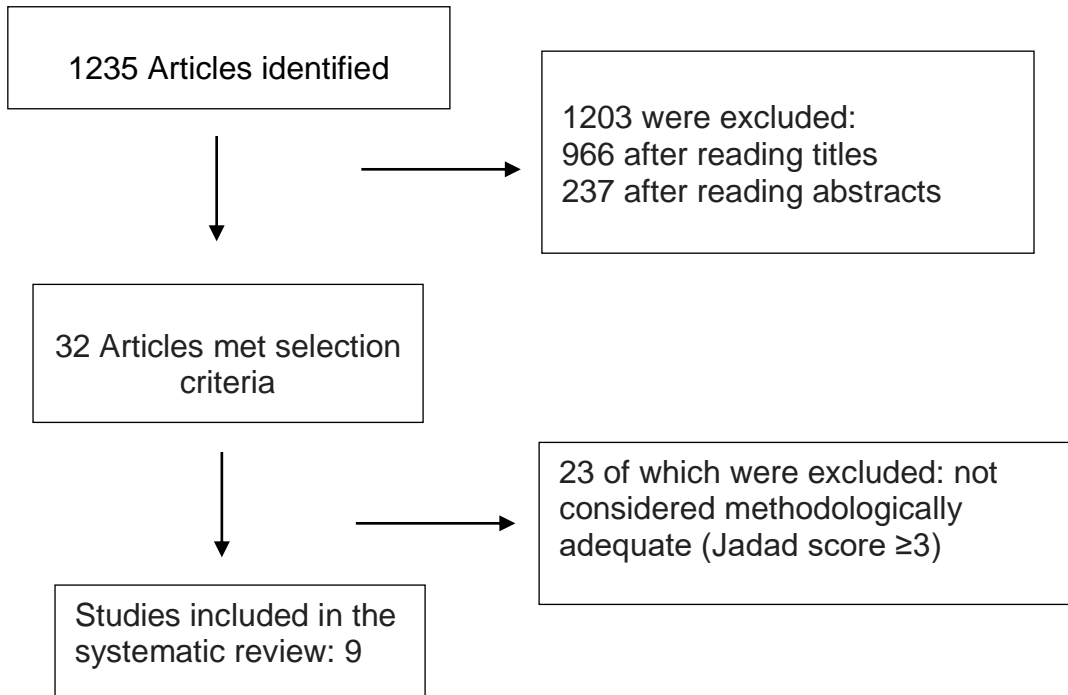 1235 Articles identified
1203 were excluded:
966 after reading titles
237 after reading abstracts
32 Articles met selection
criteria
23 of which were excluded: not
considered methodologically
adequate (Jadad score ≥3)
Studies included in the
systematic review: 9